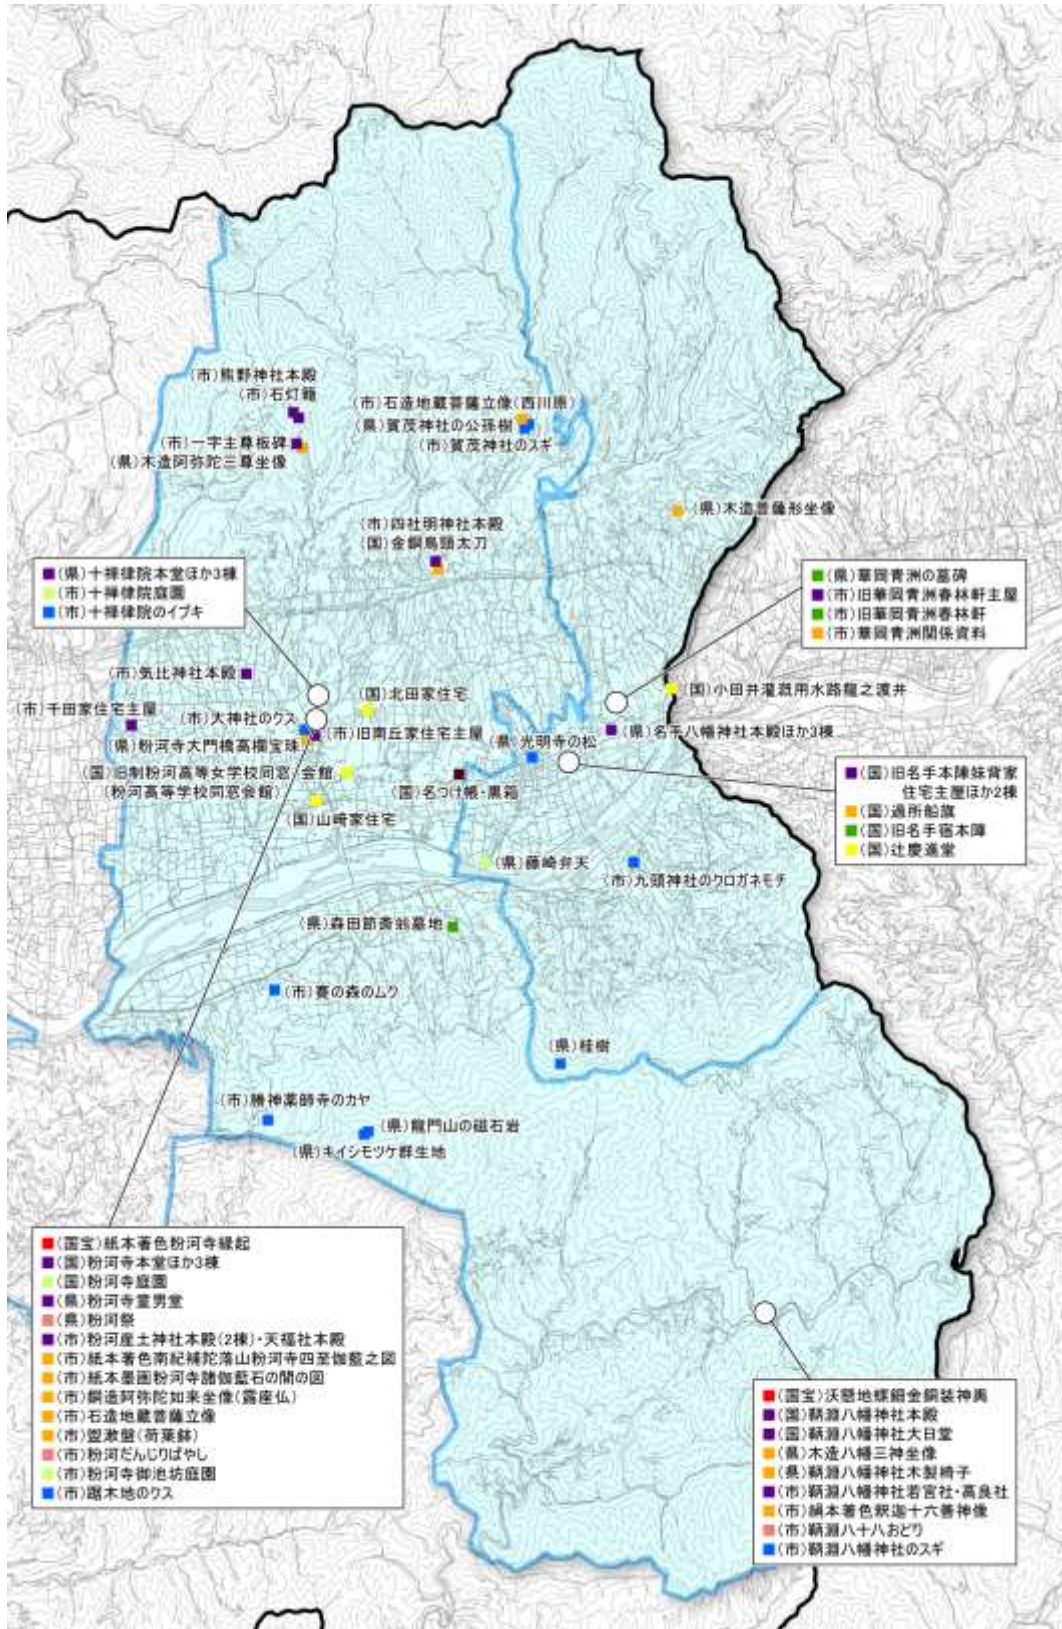 (市)熊野神社本殿
(市)石灯籠
(市)一字主尊板碑
(県)木造阿弥陀三尊坐像
(市)石造地蔵菩薩立像(西川原)
(県)賀茂神社の公孫樹
(市)賀茂神社のスギ
(県)木造菩薩形坐像
(市)四社明神社本殿
(国)金銅鳥頭太刀
(県)十禅律院本堂ほか3棟
(市)十禅律院庭園
(市)十禅律院のイブキ
(県)華岡青洲の墓碑
(市)旧華岡青洲春林軒主屋
(市)旧華岡青洲春林軒
(市)華岡青洲関係資料
(市)気比神社本殿
(国)北田家住宅
(国)小田井灌漑用水路龍之渡井
(市)千田家住宅主屋
(市)大神社のクス
(市)旧南丘家住宅主屋
(県)名手八幡神社本殿ほか3棟
(県)粉河寺大門橋高欄宝珠
(県)光明寺の松
(国)旧制粉河高等女学校同窓会館
(粉河高等学校同窓会館)
(国)名つけ帳・黒箱
(国)山崎家住宅
(国)旧名手本陣妹背家
住宅主屋ほか2棟
(国)過所船旗
(国)旧名手宿本陣
(国)辻慶進堂
(県)藤崎弁天
(市)九頭神社のクロガネモチ
(県)森田節斎翁墓地
(市)賽の森のムク
(県)桂樹
(市)勝神薬師寺のカヤ
(県)龍門山の磁石岩
(県)キイシモツケ群生地
(国宝)紙本著色粉河寺縁起
(国)粉河寺本堂ほか3棟
(国)粉河寺庭園
(県)粉河寺童男堂
(県)粉河祭
(市)粉河産土神社本殿(2棟)・天福社本殿
(市)紙本著色南紀補陀落山粉河寺四至伽藍之図
(市)紙本墨画粉河寺諸伽藍石の間の図
(市)銅造阿弥陀如来坐像(露座仏)
(市)石造地蔵菩薩立像
(市)盥漱盤(荷葉鉢)
(市)粉河だんじりばやし
(市)粉河寺御池坊庭園
(市)踞木地のクス
(国宝)沃懸地螺鈿金銅装神輿
(国)鞆淵八幡神社本殿
(国)鞆淵八幡神社大日堂
(県)木造八幡三神坐像
(県)鞆淵八幡神社木製椅子
(市)鞆淵八幡神社若宮社・高良社
(市)絹本著色釈迦十六善神像
(市)鞆淵八十八おどり
(市)鞆淵八幡神社のスギ